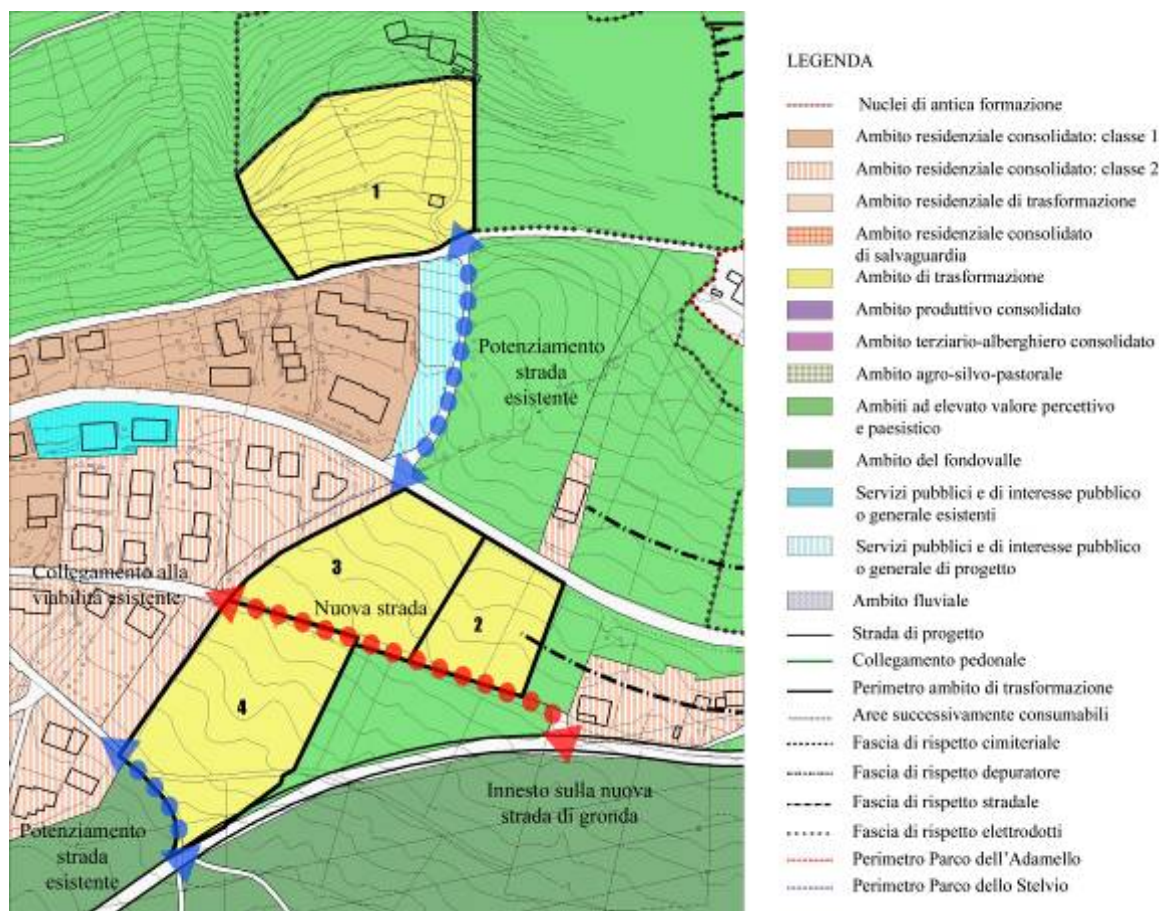 1
Potenziamento
strada
esistente
3
Collegamento alla
viabilità esistente
Nuova strada
2
4
Innesto sulla nuova
strada di gronda
Potenziamento
strada
esistente
LEGENDA
Nuclei di antica formazione
Ambito residenziale consolidato: classe 1
Ambito residenziale consolidato: classe 2
Ambito residenziale di trasformazione
Ambito residenziale consolidato
di salvaguardia
Ambito di trasformazione
Ambito produttivo consolidato
Ambito terziario-alberghiero consolidato
Ambito agro-silvo-pastorale
Ambiti ad elevato valore percettivo
e paesistico
Ambito del fondovalle
Servizi pubblici e di interesse pubblico
o generale esistenti
Servizi pubblici e di interesse pubblico
o generale di progetto
Ambito fluviale
Strada di progetto
Collegamento pedonale
Perimetro ambito di trasformazione
Aree successivamente consumabili
Fascia di rispetto cimiteriale
Fascia di rispetto depuratore
Fascia di rispetto stradale
Fascia di rispetto elettrodotti
Perimetro Parco dell'Adamello
Perimetro Parco dello Stelvio